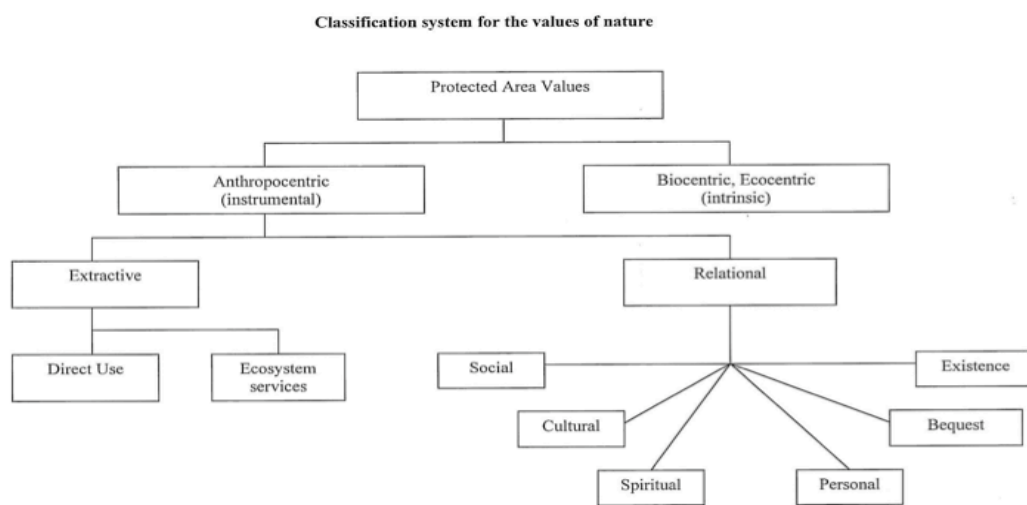 Classification system for the values of nature
Protected Area Values
Anthropocentric
(instrumental)
Biocentric, Ecocentric
(intrinsic)
Extractive
Relational
Direct Use
Ecosystem
services
Social
Existence
Cultural
Bequest
Spiritual
Personal